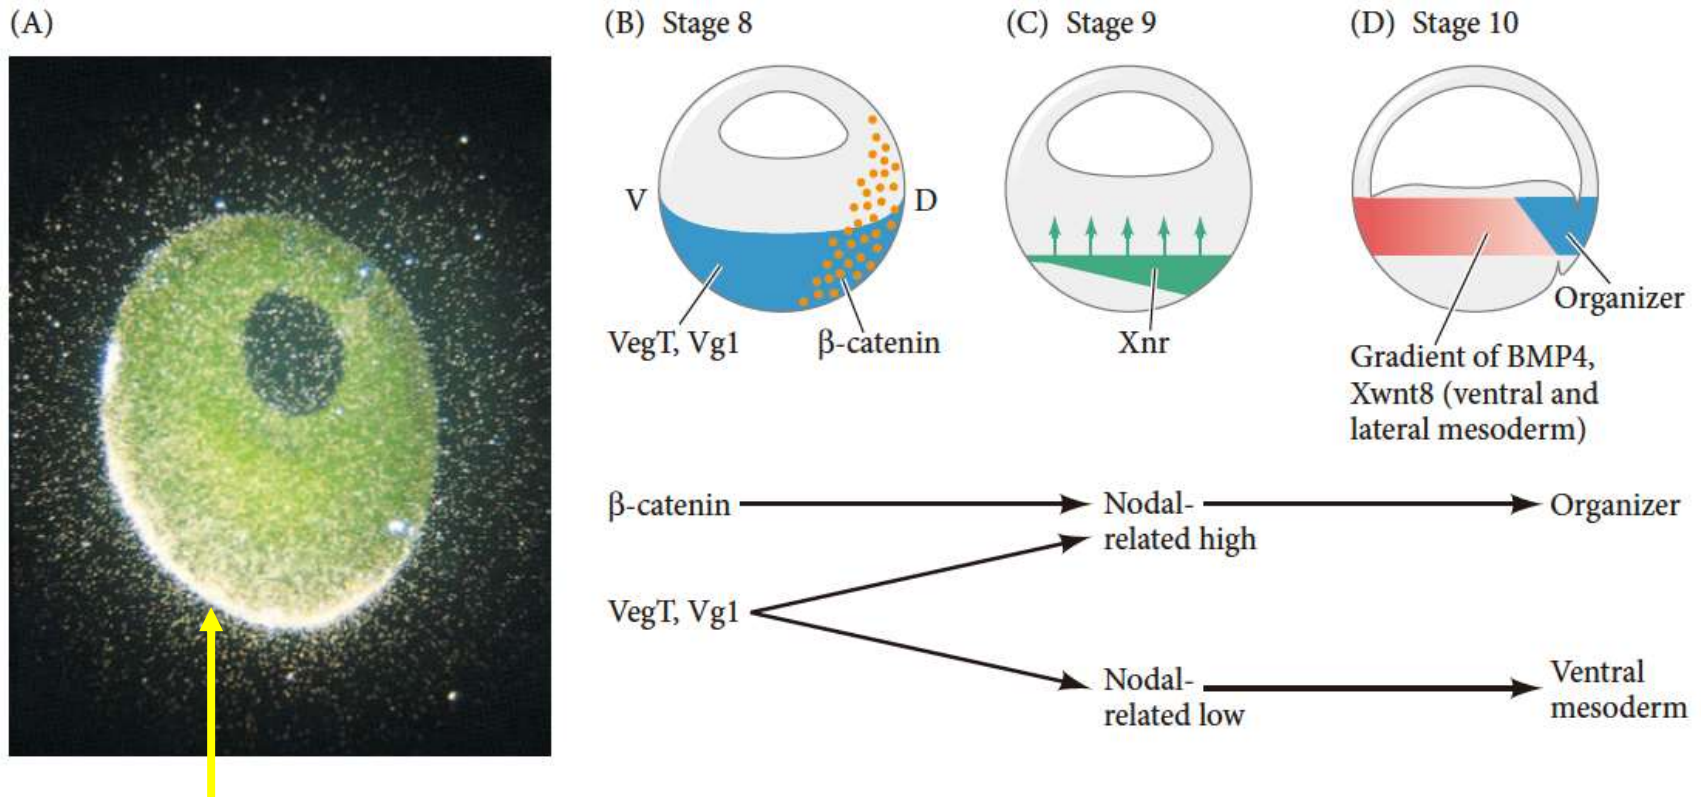 (A)
(B) Stage 8
(C) Stage 9
(D) Stage 10
V
D
VegT, Vg1
β-catenin
Xnr
Organizer
Gradient of BMP4,
Xwnt8 (ventral and
lateral mesoderm)
β-catenin
Nodal-
related high
Organizer
VegT, Vg1
Nodal-
related low
Ventral
mesoderm